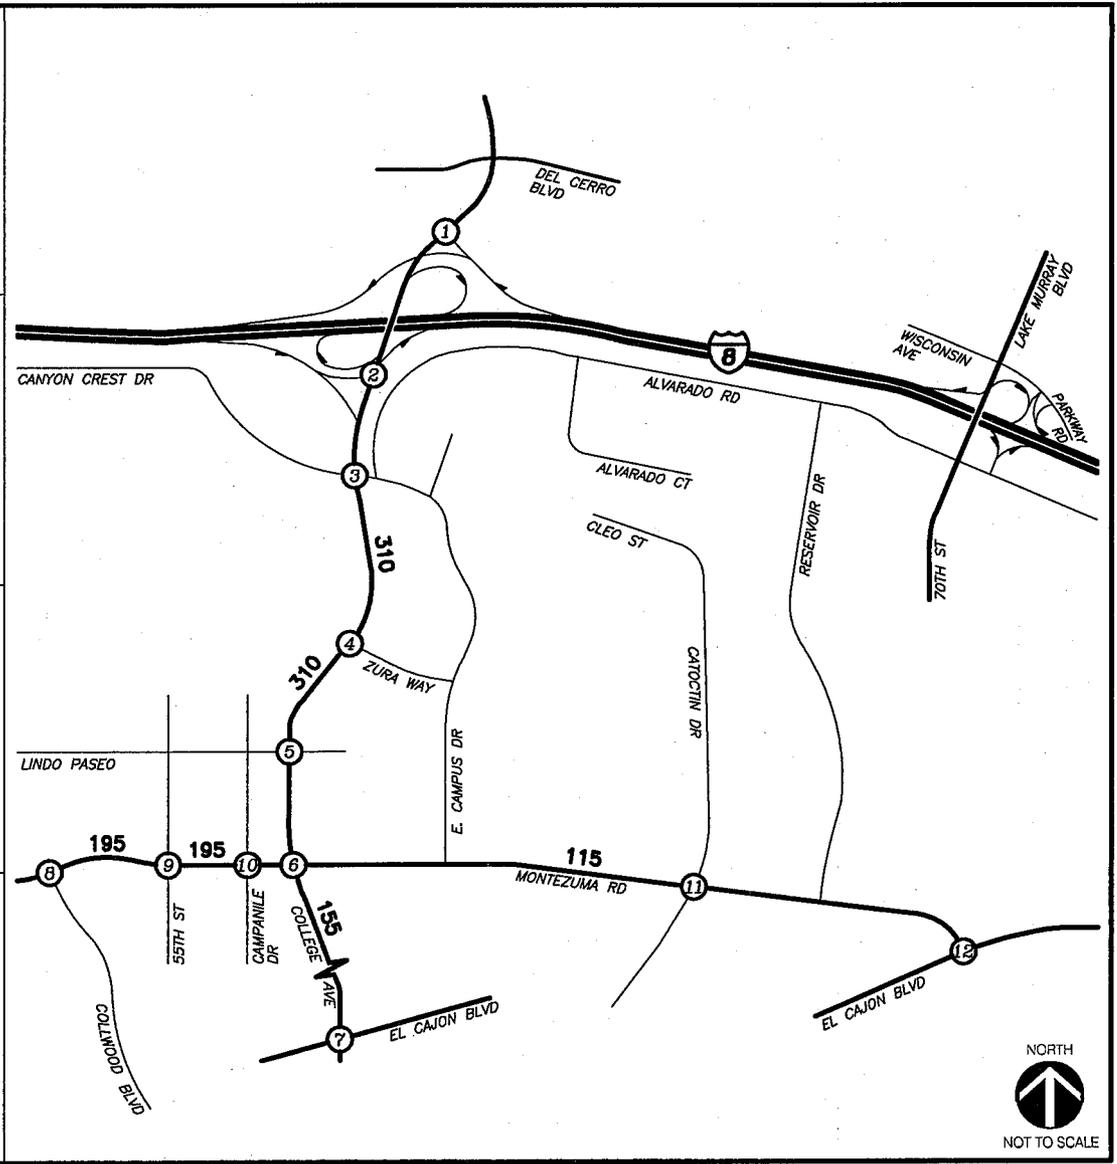 DEL CERRO
BLVD
1
LAKE MURRAY
BLVD
8
WISCONSIN
AVE
2
CANYON CREST DR
ALVARADO RD
PARKWAY
RD
3
ALVARADO CT
RESERVOIR DR
CLEO ST
310
70TH ST
4
ZURA WAY
310
CATOCTIN DR
5
LINDO PASEO
E. CAMPUS DR
195
195
115
8
9
10
6
MONTEZUMA RD
11
155
55TH ST
CAMPANILE
DR
COLLEGE
AVE
12
EL CAJON BLVD
EL CAJON BLVD
7
COLLWOOD BLVD
NORTH
NOT TO SCALE